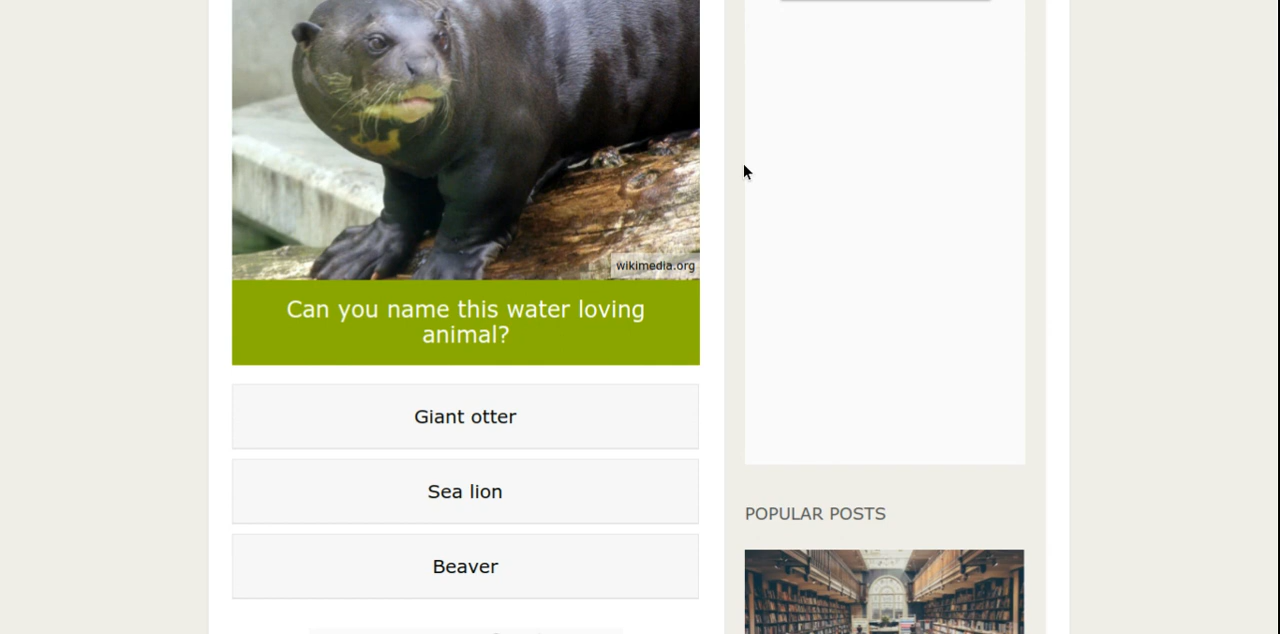 wikimedia.org
Can you name this water loving
animal?
Giant otter
Sea lion
Beaver
POPULAR POSTS